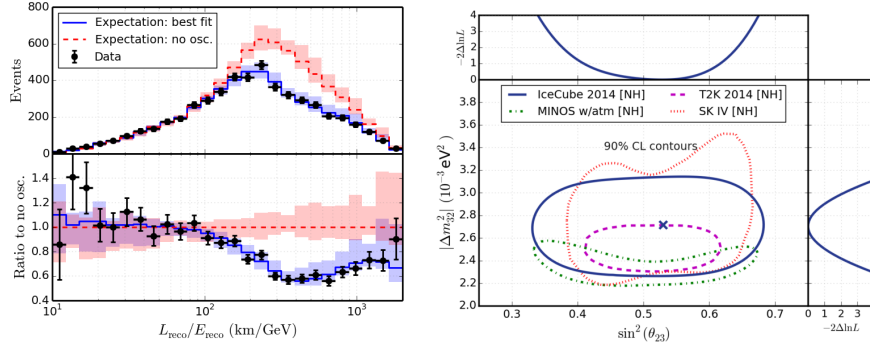 800
600
400
200
0
Events
Expectation: best fit
Expectation: no osc.
Data
1.4
1.2
1.0
0.8
0.6
0.4
Ratio to no osc.
10¹ 10² 10³
L_reco/E_reco (km/GeV)
4
3
2
1
0
−2ΔlnL
IceCube 2014 [NH] T2K 2014 [NH]
MINOS w/atm [NH] SK IV [NH]
90% CL contours
3.8
3.6
3.4
3.2
3.0
2.8
2.6
2.4
2.2
2.0
|Δm²₃₂| (10⁻³ eV²)
0.3 0.4 0.5 0.6 0.7
sin²(θ₂₃)
0 1 2 3 4
−2ΔlnL